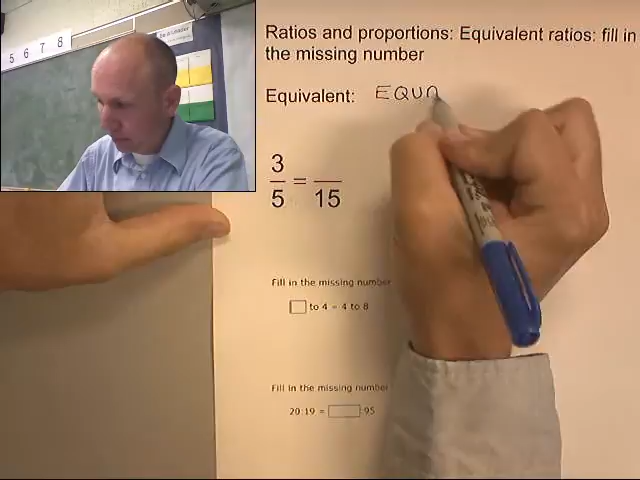 5 6 7 8
Ratios and proportions: Equivalent ratios: fill in
the missing number
Equivalent: EQUA
3/5 = /15
Fill in the missing number
□ to 4 = 4 to 8
Fill in the missing number
20:19 = □:95